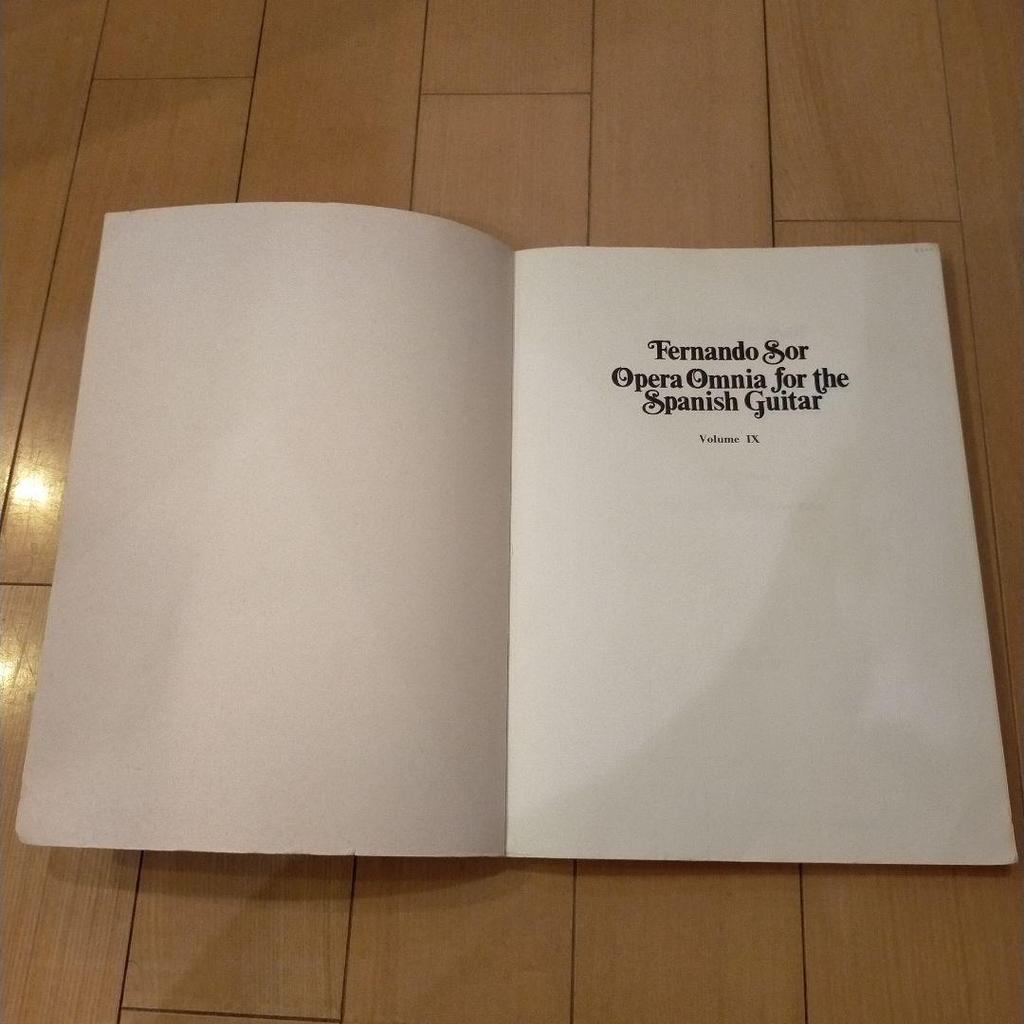 Fernando Sor
Opera Omnia for the
Spanish Guitar
Volume IX